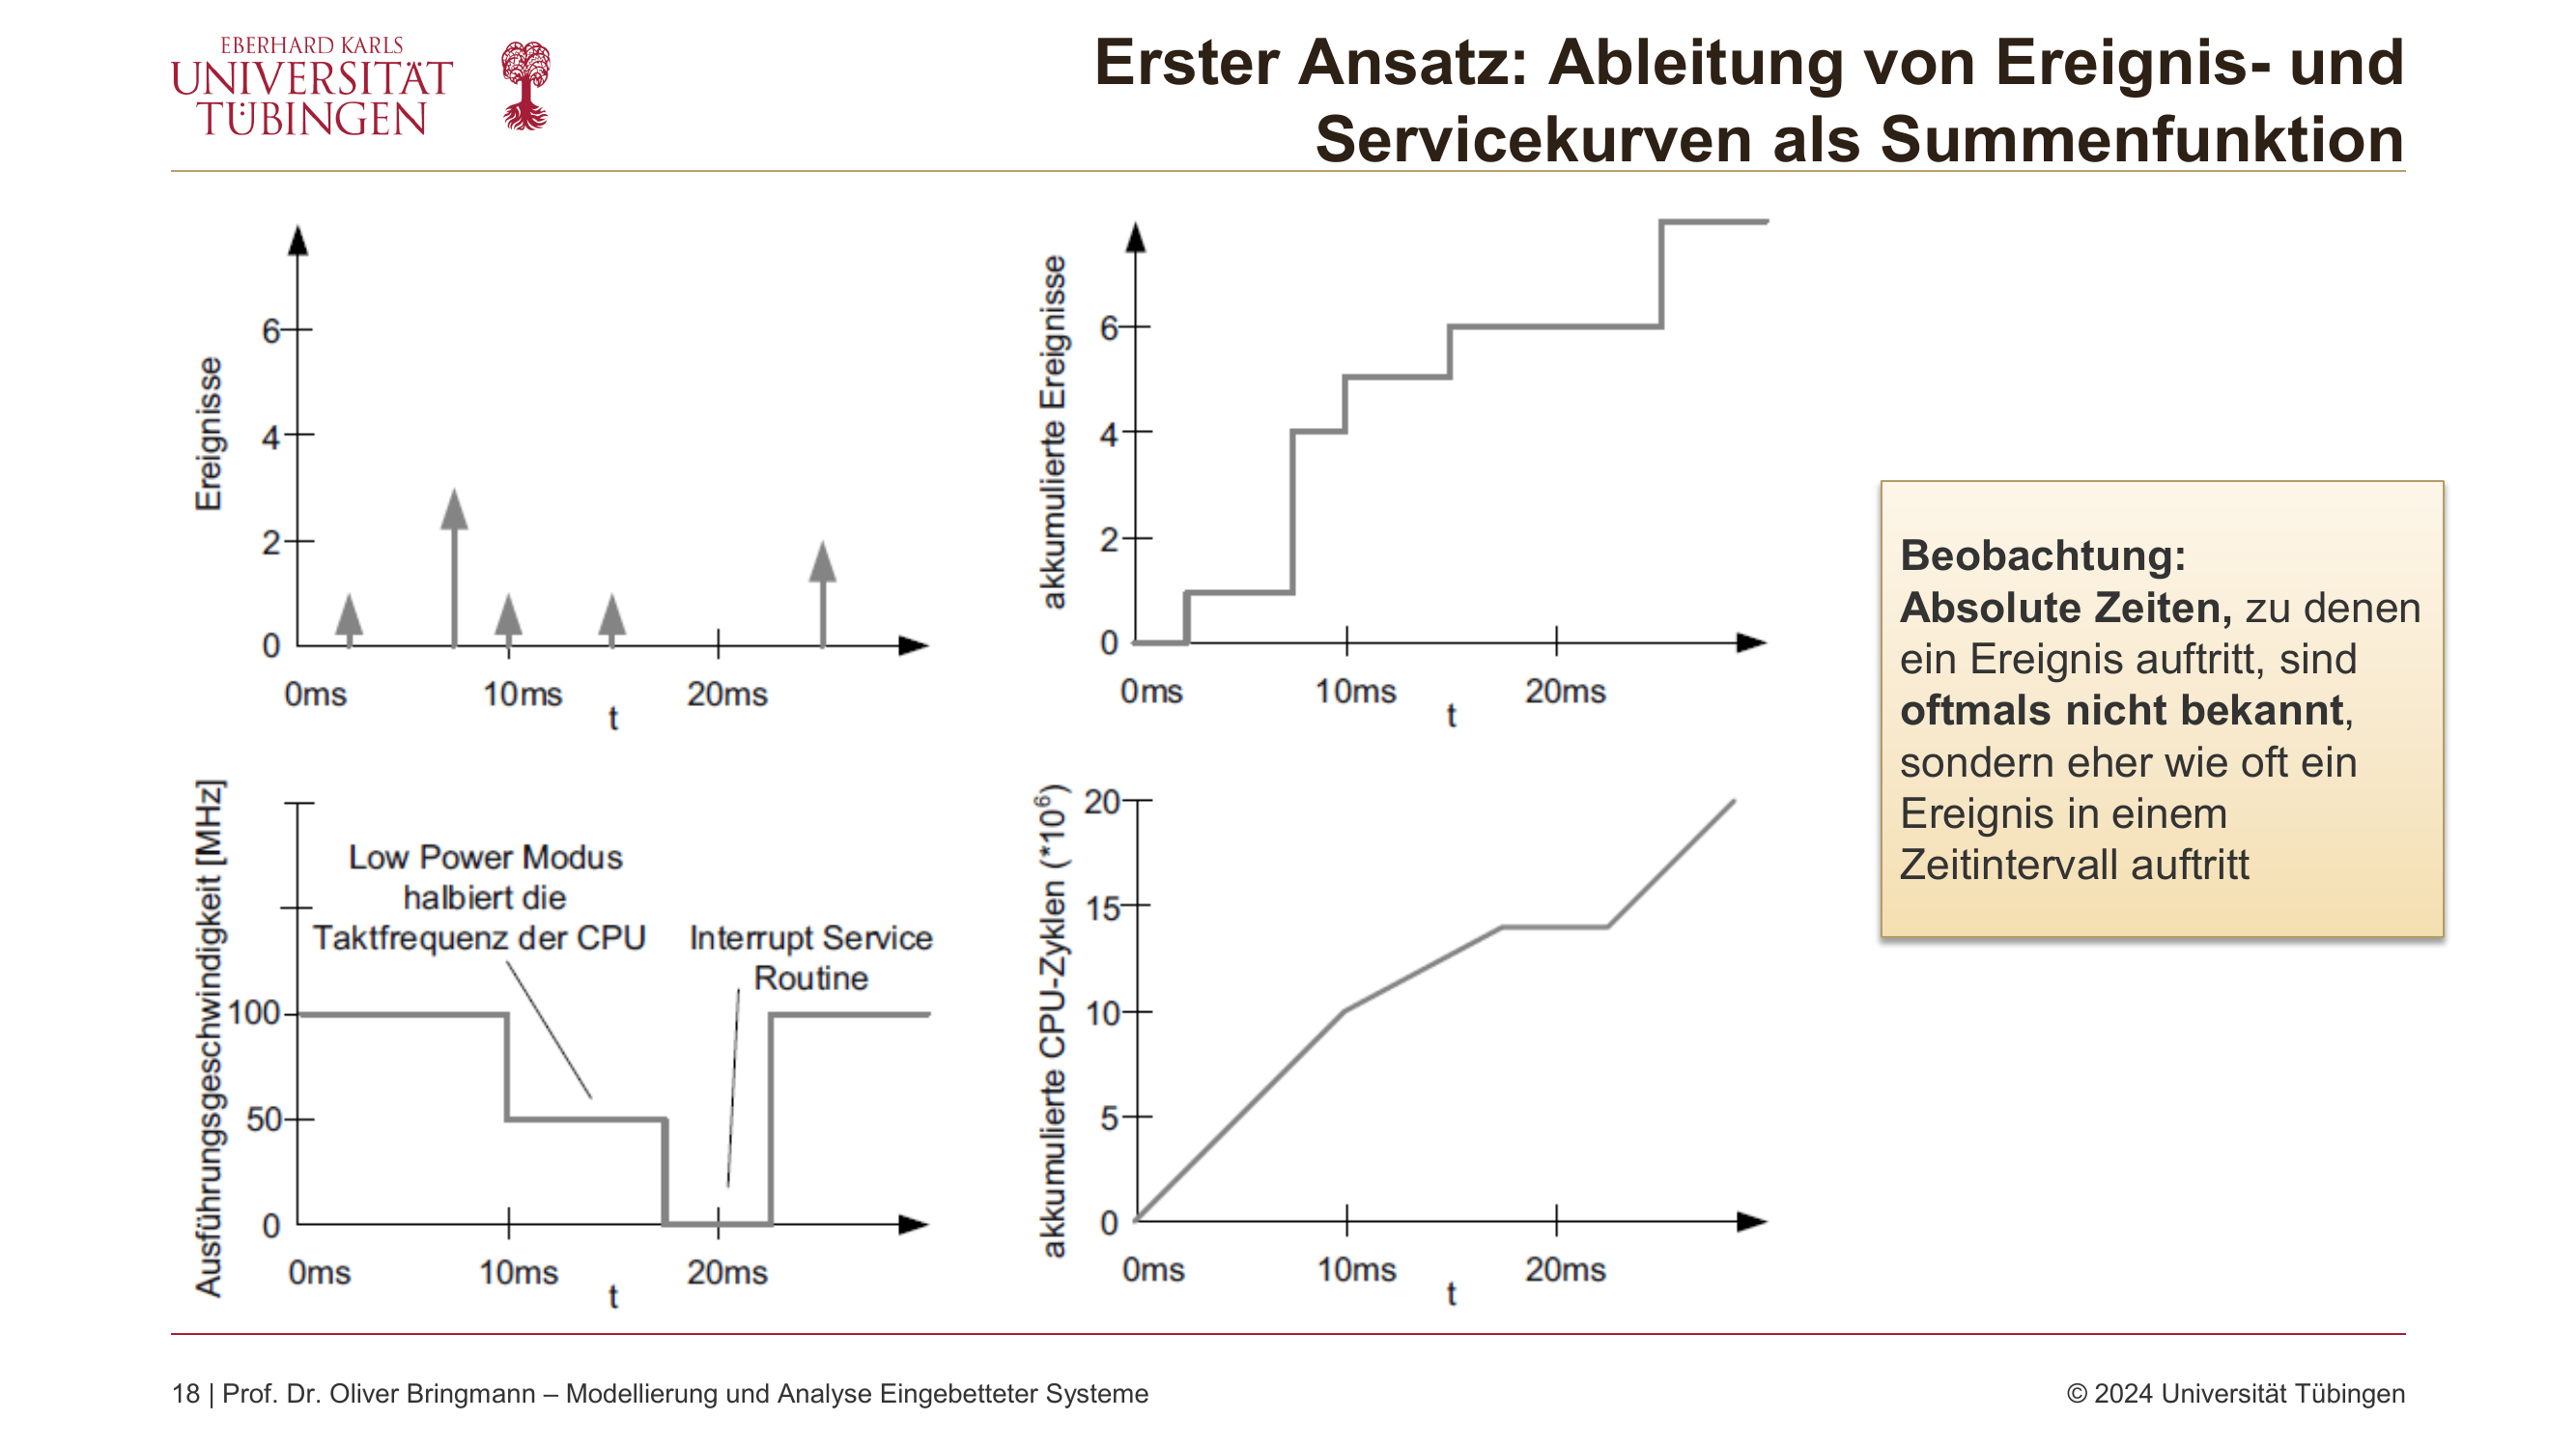 EBERHARD KARLS
UNIVERSITÄT
TÜBINGEN
Erster Ansatz: Ableitung von Ereignis- und
Servicekurven als Summenfunktion
Ereignisse
6
4
2
0
0ms
10ms
20ms
t
akkumulierte Ereignisse
6
4
2
0
0ms
10ms
20ms
t
Beobachtung:
Absolute Zeiten, zu denen
ein Ereignis auftritt, sind
oftmals nicht bekannt,
sondern eher wie oft ein
Ereignis in einem
Zeitintervall auftritt
Ausführungsgeschwindigkeit [MHz]
Low Power Modus
halbiert die
Taktfrequenz der CPU
Interrupt Service
Routine
100
50
0
0ms
10ms
20ms
t
akkumulierte CPU-Zyklen (*10⁶)
20
15
10
5
0
0ms
10ms
20ms
t
18 | Prof. Dr. Oliver Bringmann – Modellierung und Analyse Eingebetteter Systeme
© 2024 Universität Tübingen